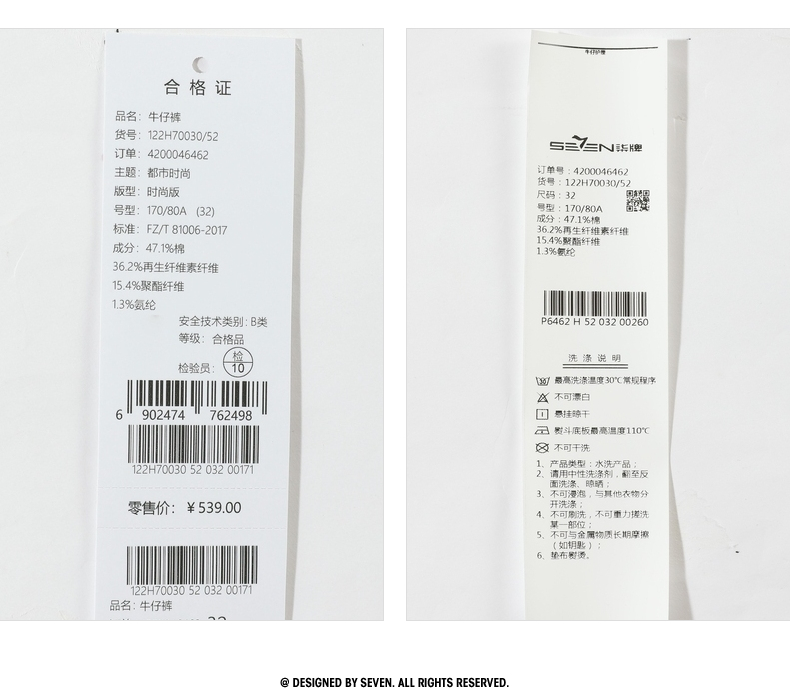 合格证
品名：牛仔裤
货号：122H70030/52
订单：4200046462
主题：都市时尚
版型：时尚版
号型：170/80A （32）
标准：FZ/T 81006-2017
成分：47.1%棉
36.2%再生纤维素纤维
15.4%聚酯纤维
1.3%氨纶
安全技术类别：B类
等级：合格品
检验员：检 10
6 902474 762498
122H70030 52 032 00171
零售价：￥539.00
122H70030 52 032 00171
品名：牛仔裤
SEVEN柒牌
订单号：4200046462
货号：122H70030/52
尺码：32
号型：170/80A
成分：47.1%棉
36.2%再生纤维素纤维
15.4%聚酯纤维
1.3%氨纶
P6462 H 52 032 00260
洗涤说明
最高洗涤温度30℃常规程序
不可漂白
悬挂晾干
熨斗底板最高温度110℃
不可干洗
1、产品类型：水洗产品；
2、请用中性洗涤剂，翻至反
面洗涤、晾晒；
3、不可浸泡，与其他衣物分
开洗涤；
4、不可刷洗，不可重力搓洗
某一部位；
5、不可与金属物质长期摩擦
（如钥匙）；
6、垫布熨烫。
@ DESIGNED BY SEVEN. ALL RIGHTS RESERVED.